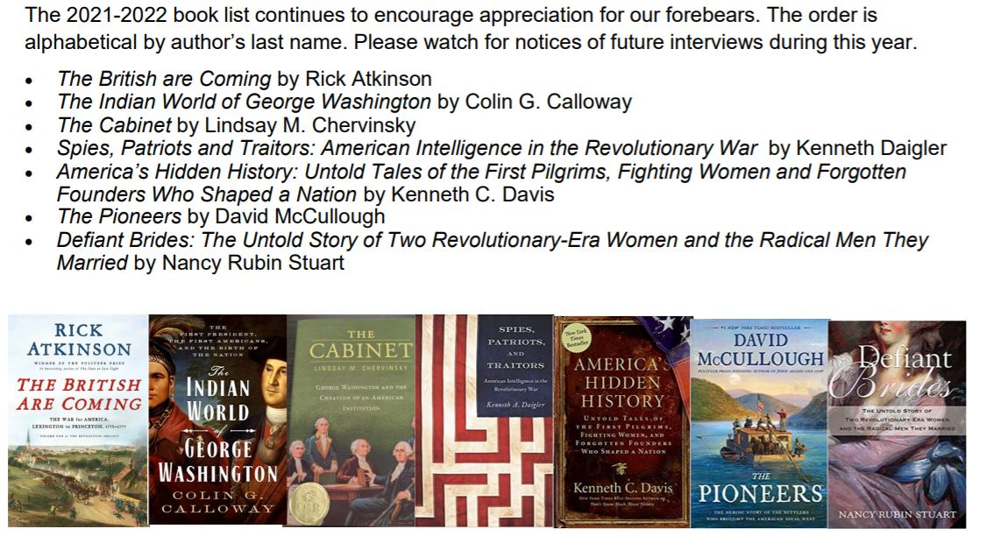 The 2021-2022 book list continues to encourage appreciation for our forebears. The order is
alphabetical by author's last name. Please watch for notices of future interviews during this year.
• The British are Coming by Rick Atkinson
• The Indian World of George Washington by Colin G. Calloway
• The Cabinet by Lindsay M. Chervinsky
• Spies, Patriots and Traitors: American Intelligence in the Revolutionary War by Kenneth Daigler
• America's Hidden History: Untold Tales of the First Pilgrims, Fighting Women and Forgotten
Founders Who Shaped a Nation by Kenneth C. Davis
• The Pioneers by David McCullough
• Defiant Brides: The Untold Story of Two Revolutionary-Era Women and the Radical Men They
Married by Nancy Rubin Stuart
RICK
ATKINSON
WINNER OF THE PULITZER PRIZE
THE BRITISH
ARE COMING
THE WAR for AMERICA,
LEXINGTON to PRINCETON, 1775-1777
VOLUME ONE OF THE REVOLUTION TRILOGY
THE
FIRST PRESIDENT,
THE FIRST AMERICANS,
AND THE BIRTH OF
THE NATION
The
INDIAN
WORLD
of
GEORGE
WASHINGTON
COLIN G.
CALLOWAY
THE
CABINET
LINDSAY M. CHERVINSKY
GEORGE WASHINGTON AND THE
CREATION OF AN AMERICAN
INSTITUTION
SPIES,
PATRIOTS,
AND
TRAITORS
American Intelligence in the
Revolutionary War
Kenneth A. Daigler
New York
Times
Bestseller
AMERICA'S
HIDDEN
HISTORY
UNTOLD TALES OF
THE FIRST PILGRIMS,
FIGHTING WOMEN, AND
FORGOTTEN FOUNDERS
WHO SHAPED A NATION
Kenneth C. Davis
NEW YORK TIMES BEST-SELLING AUTHOR OF
Don't Know Much About History
#1 NEW YORK TIMES BESTSELLER
DAVID
McCULLOUGH
PULITZER PRIZE-WINNING AUTHOR OF JOHN ADAMS AND 1776
THE
PIONEERS
THE HEROIC STORY OF THE SETTLERS
WHO BROUGHT THE AMERICAN IDEAL WEST
Defiant
Brides
THE UNTOLD STORY OF
TWO REVOLUTIONARY-ERA WOMEN
AND THE RADICAL MEN THEY MARRIED
NANCY RUBIN STUART